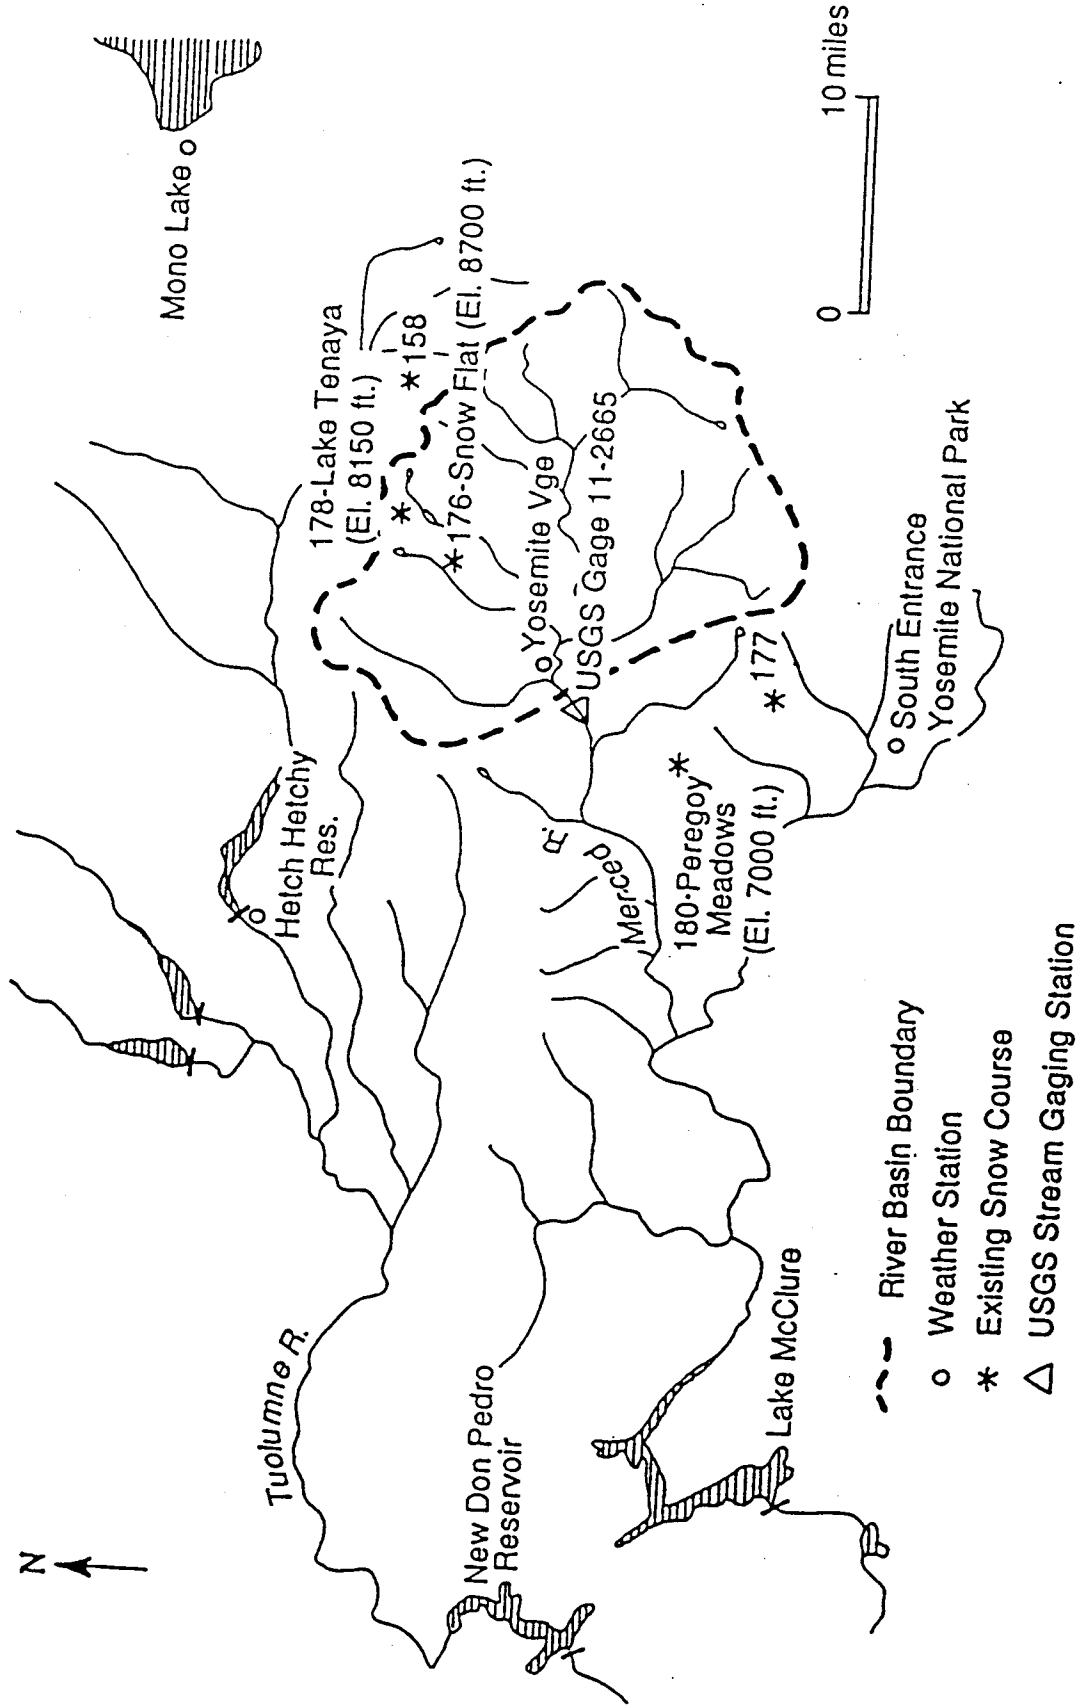 N
Mono Lake
Tuolumne R.
Hetch Hetchy
Res.
178-Lake Tenaya
(El. 8150 ft.)
158
176-Snow Flat (El. 8700 ft.)
Yosemite Vge
USGS Gage 11-2665
New Don Pedro
Reservoir
Merced R.
180-Peregoy
Meadows
(El. 7000 ft.)
177
Lake McClure
South Entrance
Yosemite National Park
0 10 miles
River Basin Boundary
Weather Station
Existing Snow Course
USGS Stream Gaging Station